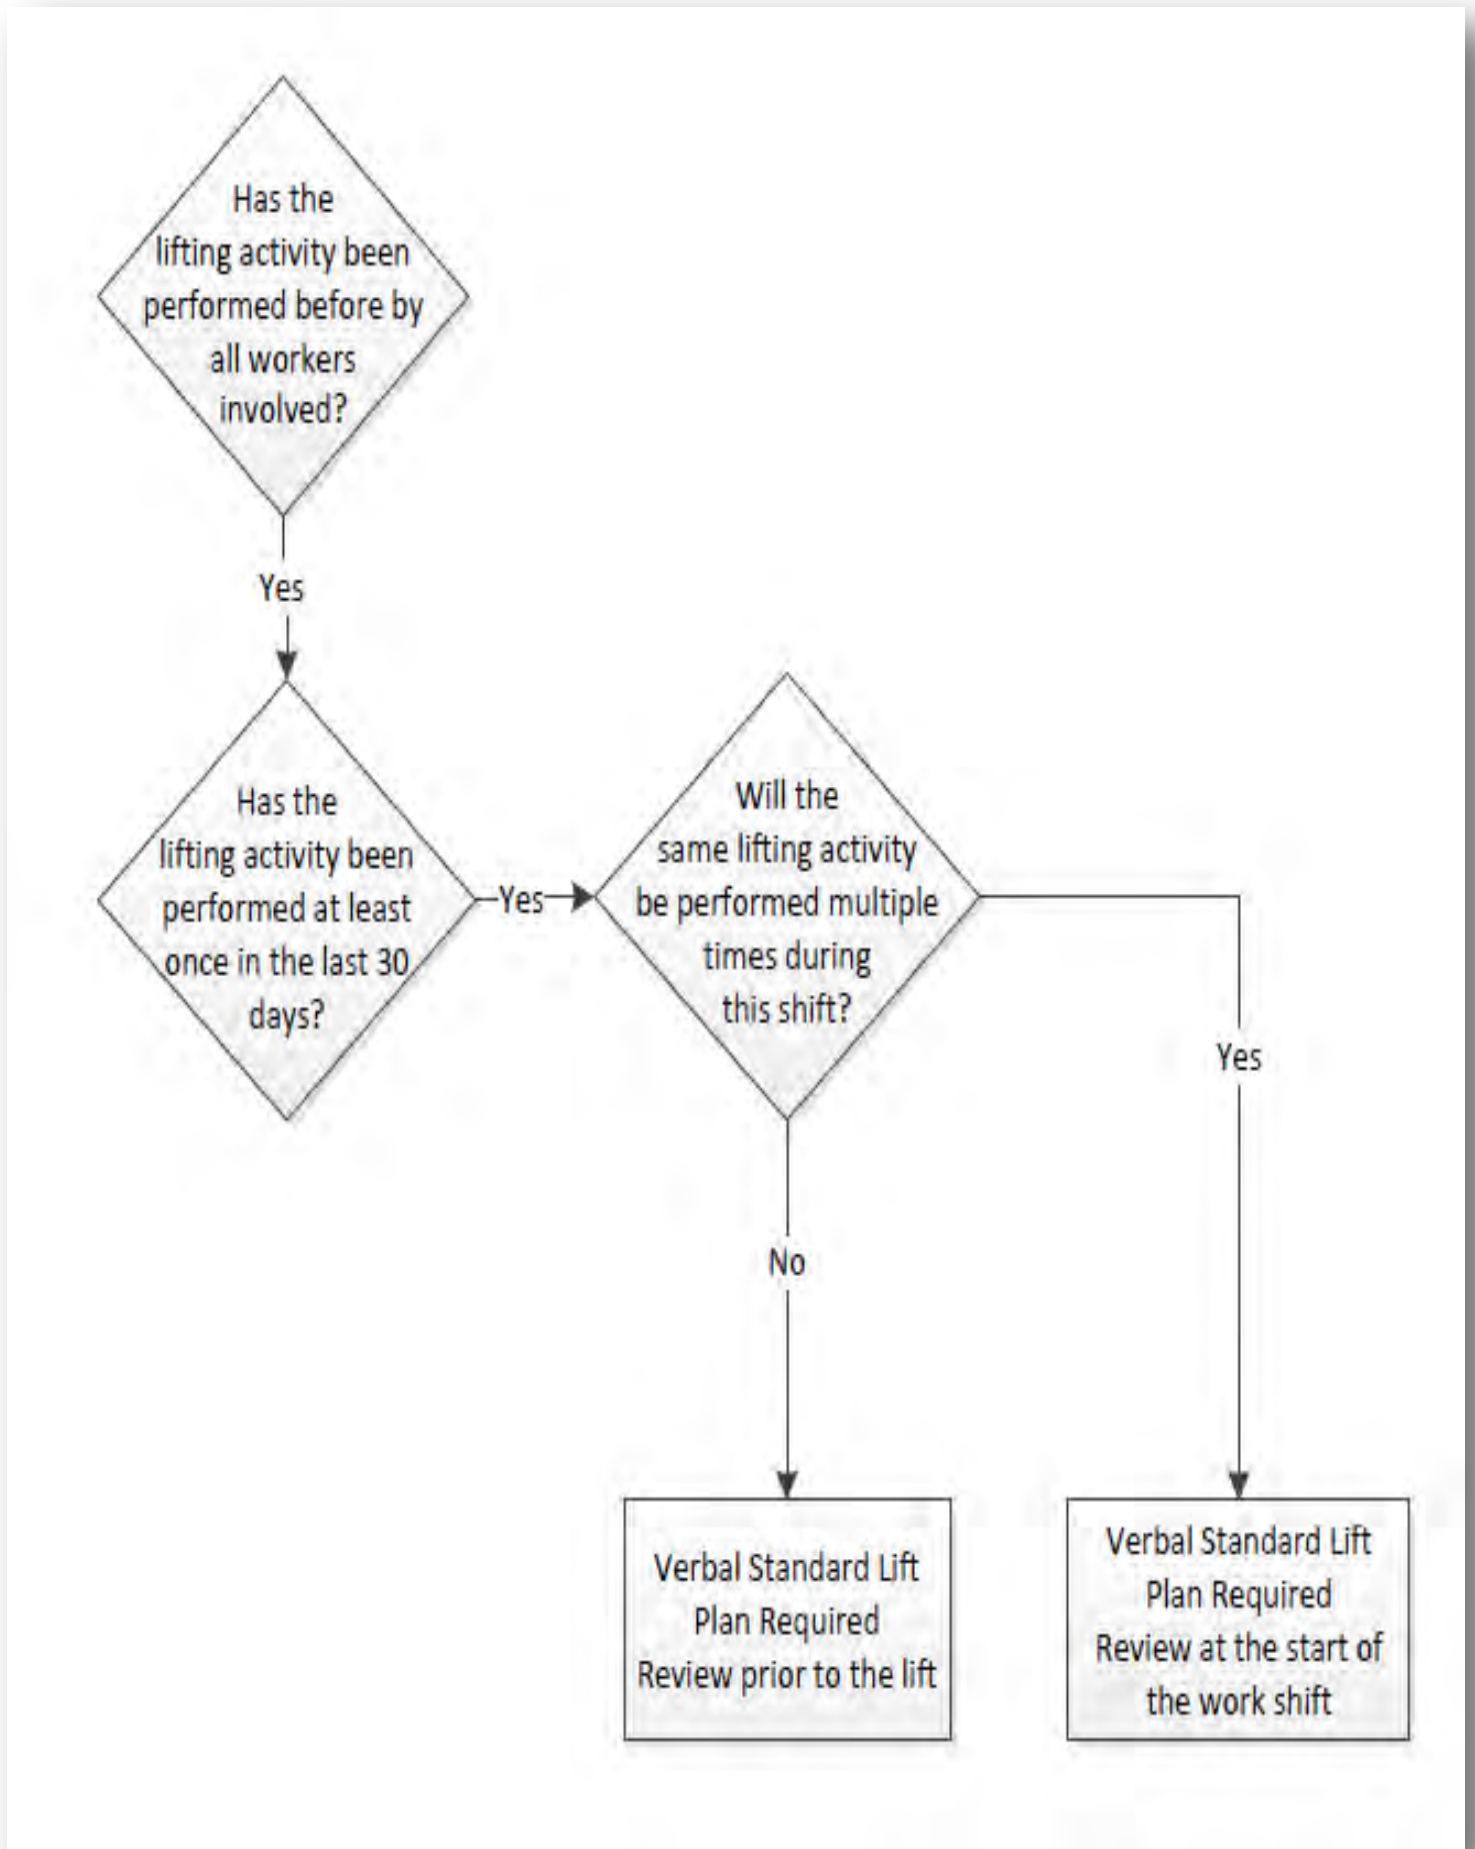 Has the
lifting activity been
performed before by
all workers
involved?
Yes
Has the
lifting activity been
performed at least
once in the last 30
days?
Yes
Will the
same lifting activity
be performed multiple
times during
this shift?
Yes
No
Verbal Standard Lift
Plan Required
Review prior to the lift
Verbal Standard Lift
Plan Required
Review at the start of
the work shift